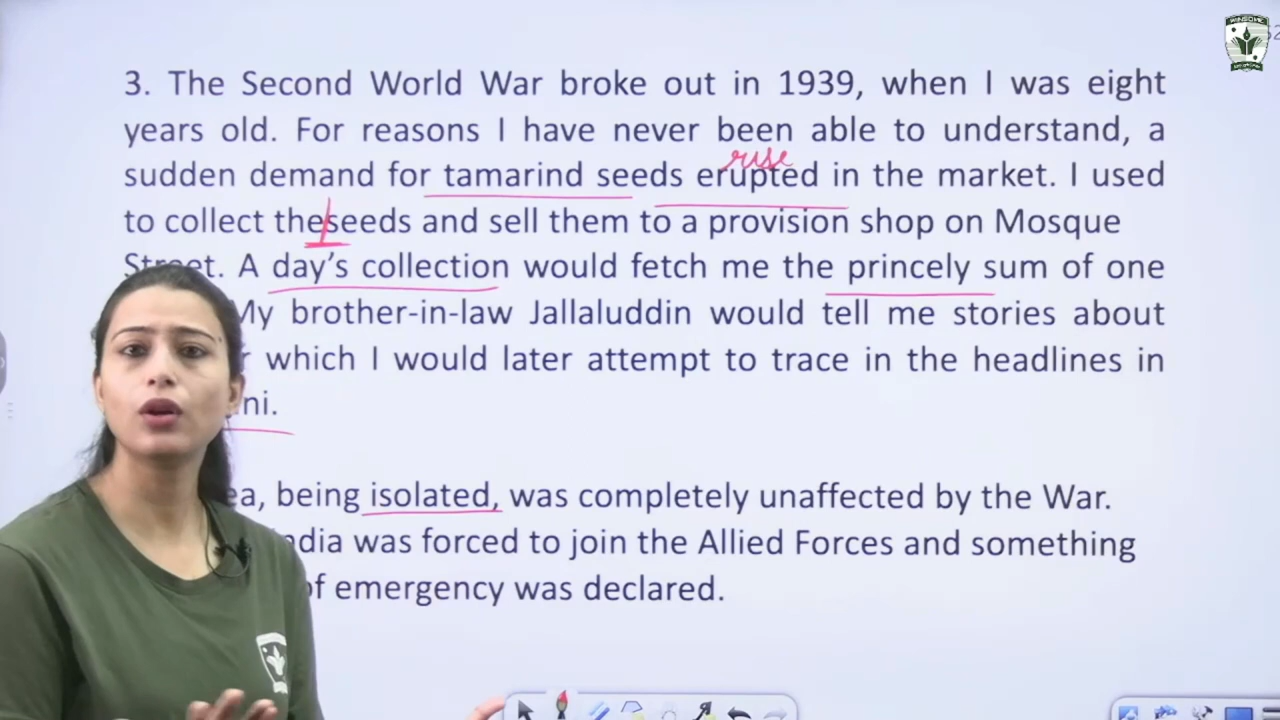 3. The Second World War broke out in 1939, when I was eight
years old. For reasons I have never been able to understand, a
rise
sudden demand for tamarind seeds erupted in the market. I used
to collect theseeds and sell them to a provision shop on Mosque
Street. A day's collection would fetch me the princely sum of one
My brother-in-law Jallaluddin would tell me stories about
which I would later attempt to trace in the headlines in
ni.
ea, being isolated, was completely unaffected by the War.
ndia was forced to join the Allied Forces and something
of emergency was declared.
WINSOME